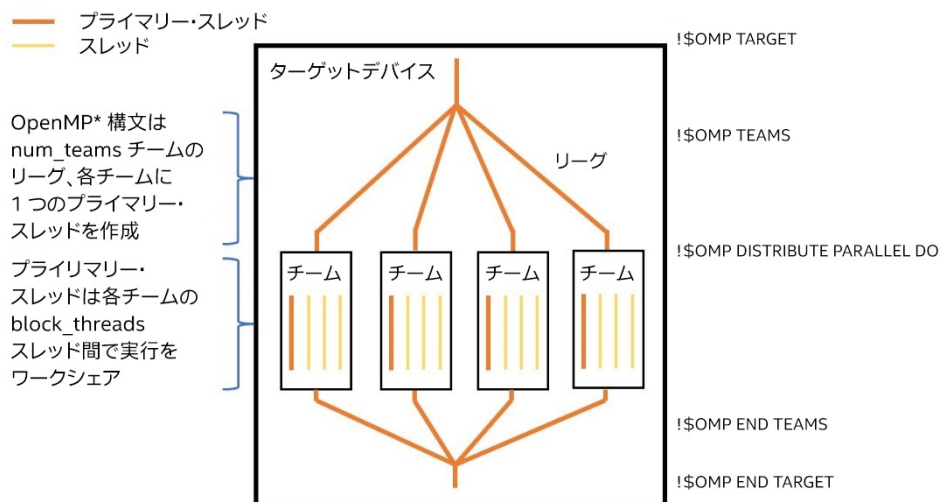 プライマリー・スレッド
スレッド
!$OMP TARGET
ターゲットデバイス
OpenMP* 構文は
num_teams チームの
リーグ、各チームに
1 つのプライマリー・
スレッドを作成
!$OMP TEAMS
リーグ
!$OMP DISTRIBUTE PARALLEL DO
プライリマリー・
スレッドは各チームの
block_threads
スレッド間で実行を
ワークシェア
チーム
チーム
チーム
チーム
!$OMP END TEAMS
!$OMP END TARGET